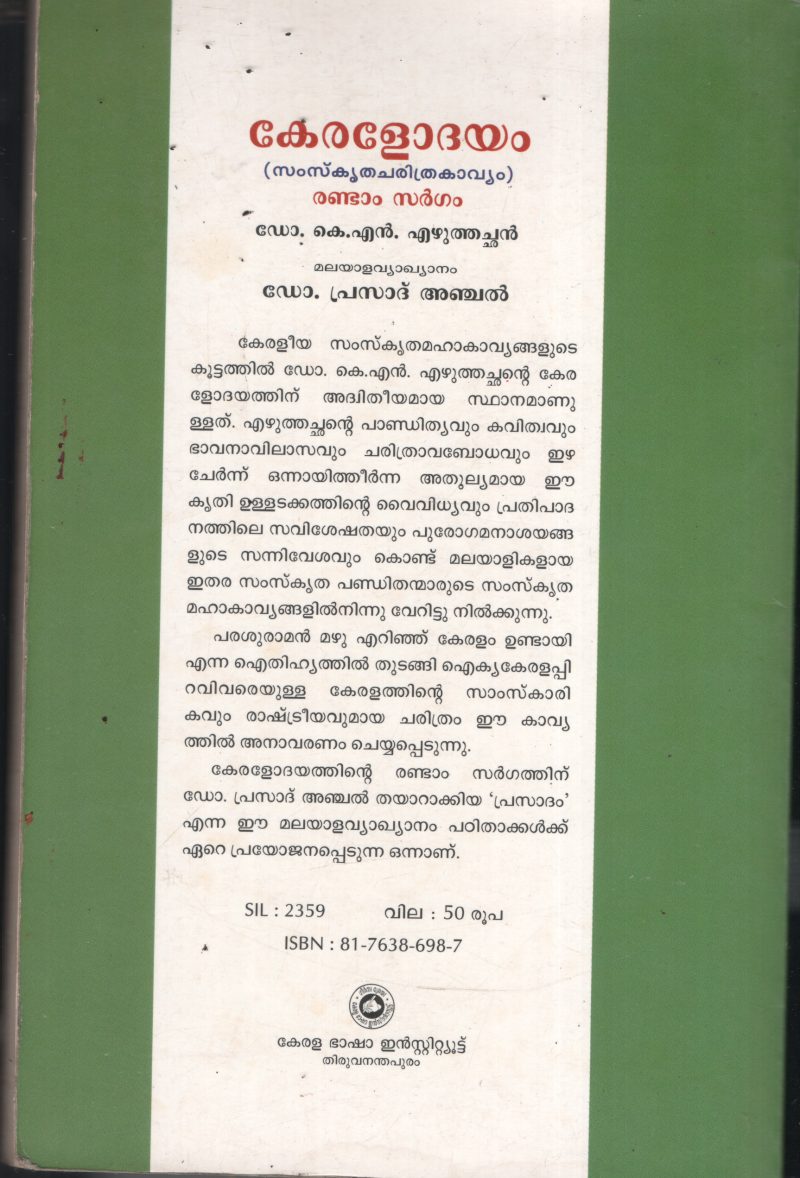 കേരളോദയം
(സംസ്കൃതചരിത്രകാവ്യം)
രണ്ടാം സർഗം
ഡോ. കെ.എൻ. എഴുത്തച്ഛൻ
മലയാളവ്യാഖ്യാനം
ഡോ. പ്രസാദ് അഞ്ചൽ
കേരളീയ സംസ്കൃതമഹാകാവ്യങ്ങളുടെ
കൂട്ടത്തിൽ ഡോ. കെ.എൻ. എഴുത്തച്ഛന്റെ കേര
ളോദയത്തിന് അദ്വിതീയമായ സ്ഥാനമാണു
ള്ളത്. എഴുത്തച്ഛന്റെ പാണ്ഡിത്യവും കവിത്വവും
ഭാവനാവിലാസവും ചരിത്രാവബോധവും ഇഴ
ചേർന്ന് ഒന്നായിത്തീർന്ന അതുല്യമായ ഈ
കൃതി ഉള്ളടക്കത്തിന്റെ വൈവിധ്യവും പ്രതിപാദ
നത്തിലെ സവിശേഷതയും പുരോഗമനാശയങ്ങ
ളുടെ സന്നിവേശവും കൊണ്ട് മലയാളികളായ
ഇതര സംസ്കൃത പണ്ഡിതന്മാരുടെ സംസ്കൃത
മഹാകാവ്യങ്ങളിൽനിന്നു വേറിട്ടു നിൽക്കുന്നു.
പരശുരാമൻ മഴു എറിഞ്ഞ് കേരളം ഉണ്ടായി
എന്ന ഐതിഹ്യത്തിൽ തുടങ്ങി ഐക്യകേരളപ്പി
റവിവരെയുള്ള കേരളത്തിന്റെ സാംസ്കാരി
കവും രാഷ്ട്രീയവുമായ ചരിത്രം ഈ കാവ്യ
ത്തിൽ അനാവരണം ചെയ്യപ്പെടുന്നു.
കേരളോദയത്തിന്റെ രണ്ടാം സർഗത്തിന്
ഡോ. പ്രസാദ് അഞ്ചൽ തയാറാക്കിയ ‘പ്രസാദം’
എന്ന ഈ മലയാളവ്യാഖ്യാനം പഠിതാക്കൾക്ക്
ഏറെ പ്രയോജനപ്പെടുന്ന ഒന്നാണ്.
SIL : 2359 വില : 50 രൂപ
ISBN : 81-7638-698-7
കേരള ഭാഷാ ഇൻസ്റ്റിറ്റ്യൂട്ട്
തിരുവനന്തപുരം